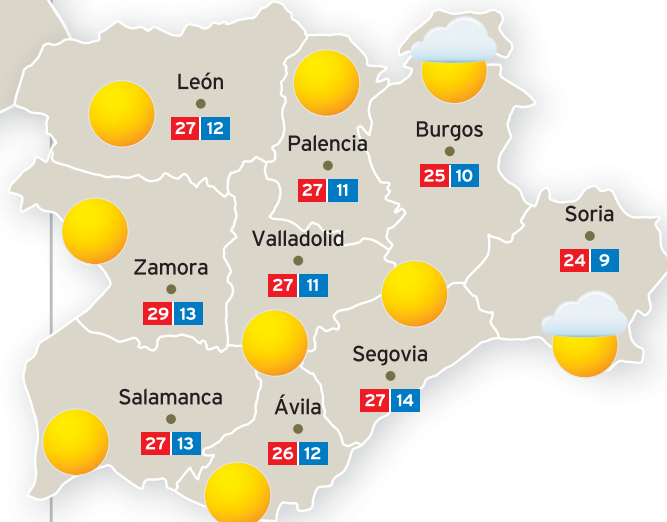 León
27 12
Palencia
27 11
Burgos
25 10
Soria
24 9
Valladolid
27 11
Zamora
29 13
Segovia
27 14
Salamanca
27 13
Ávila
26 12